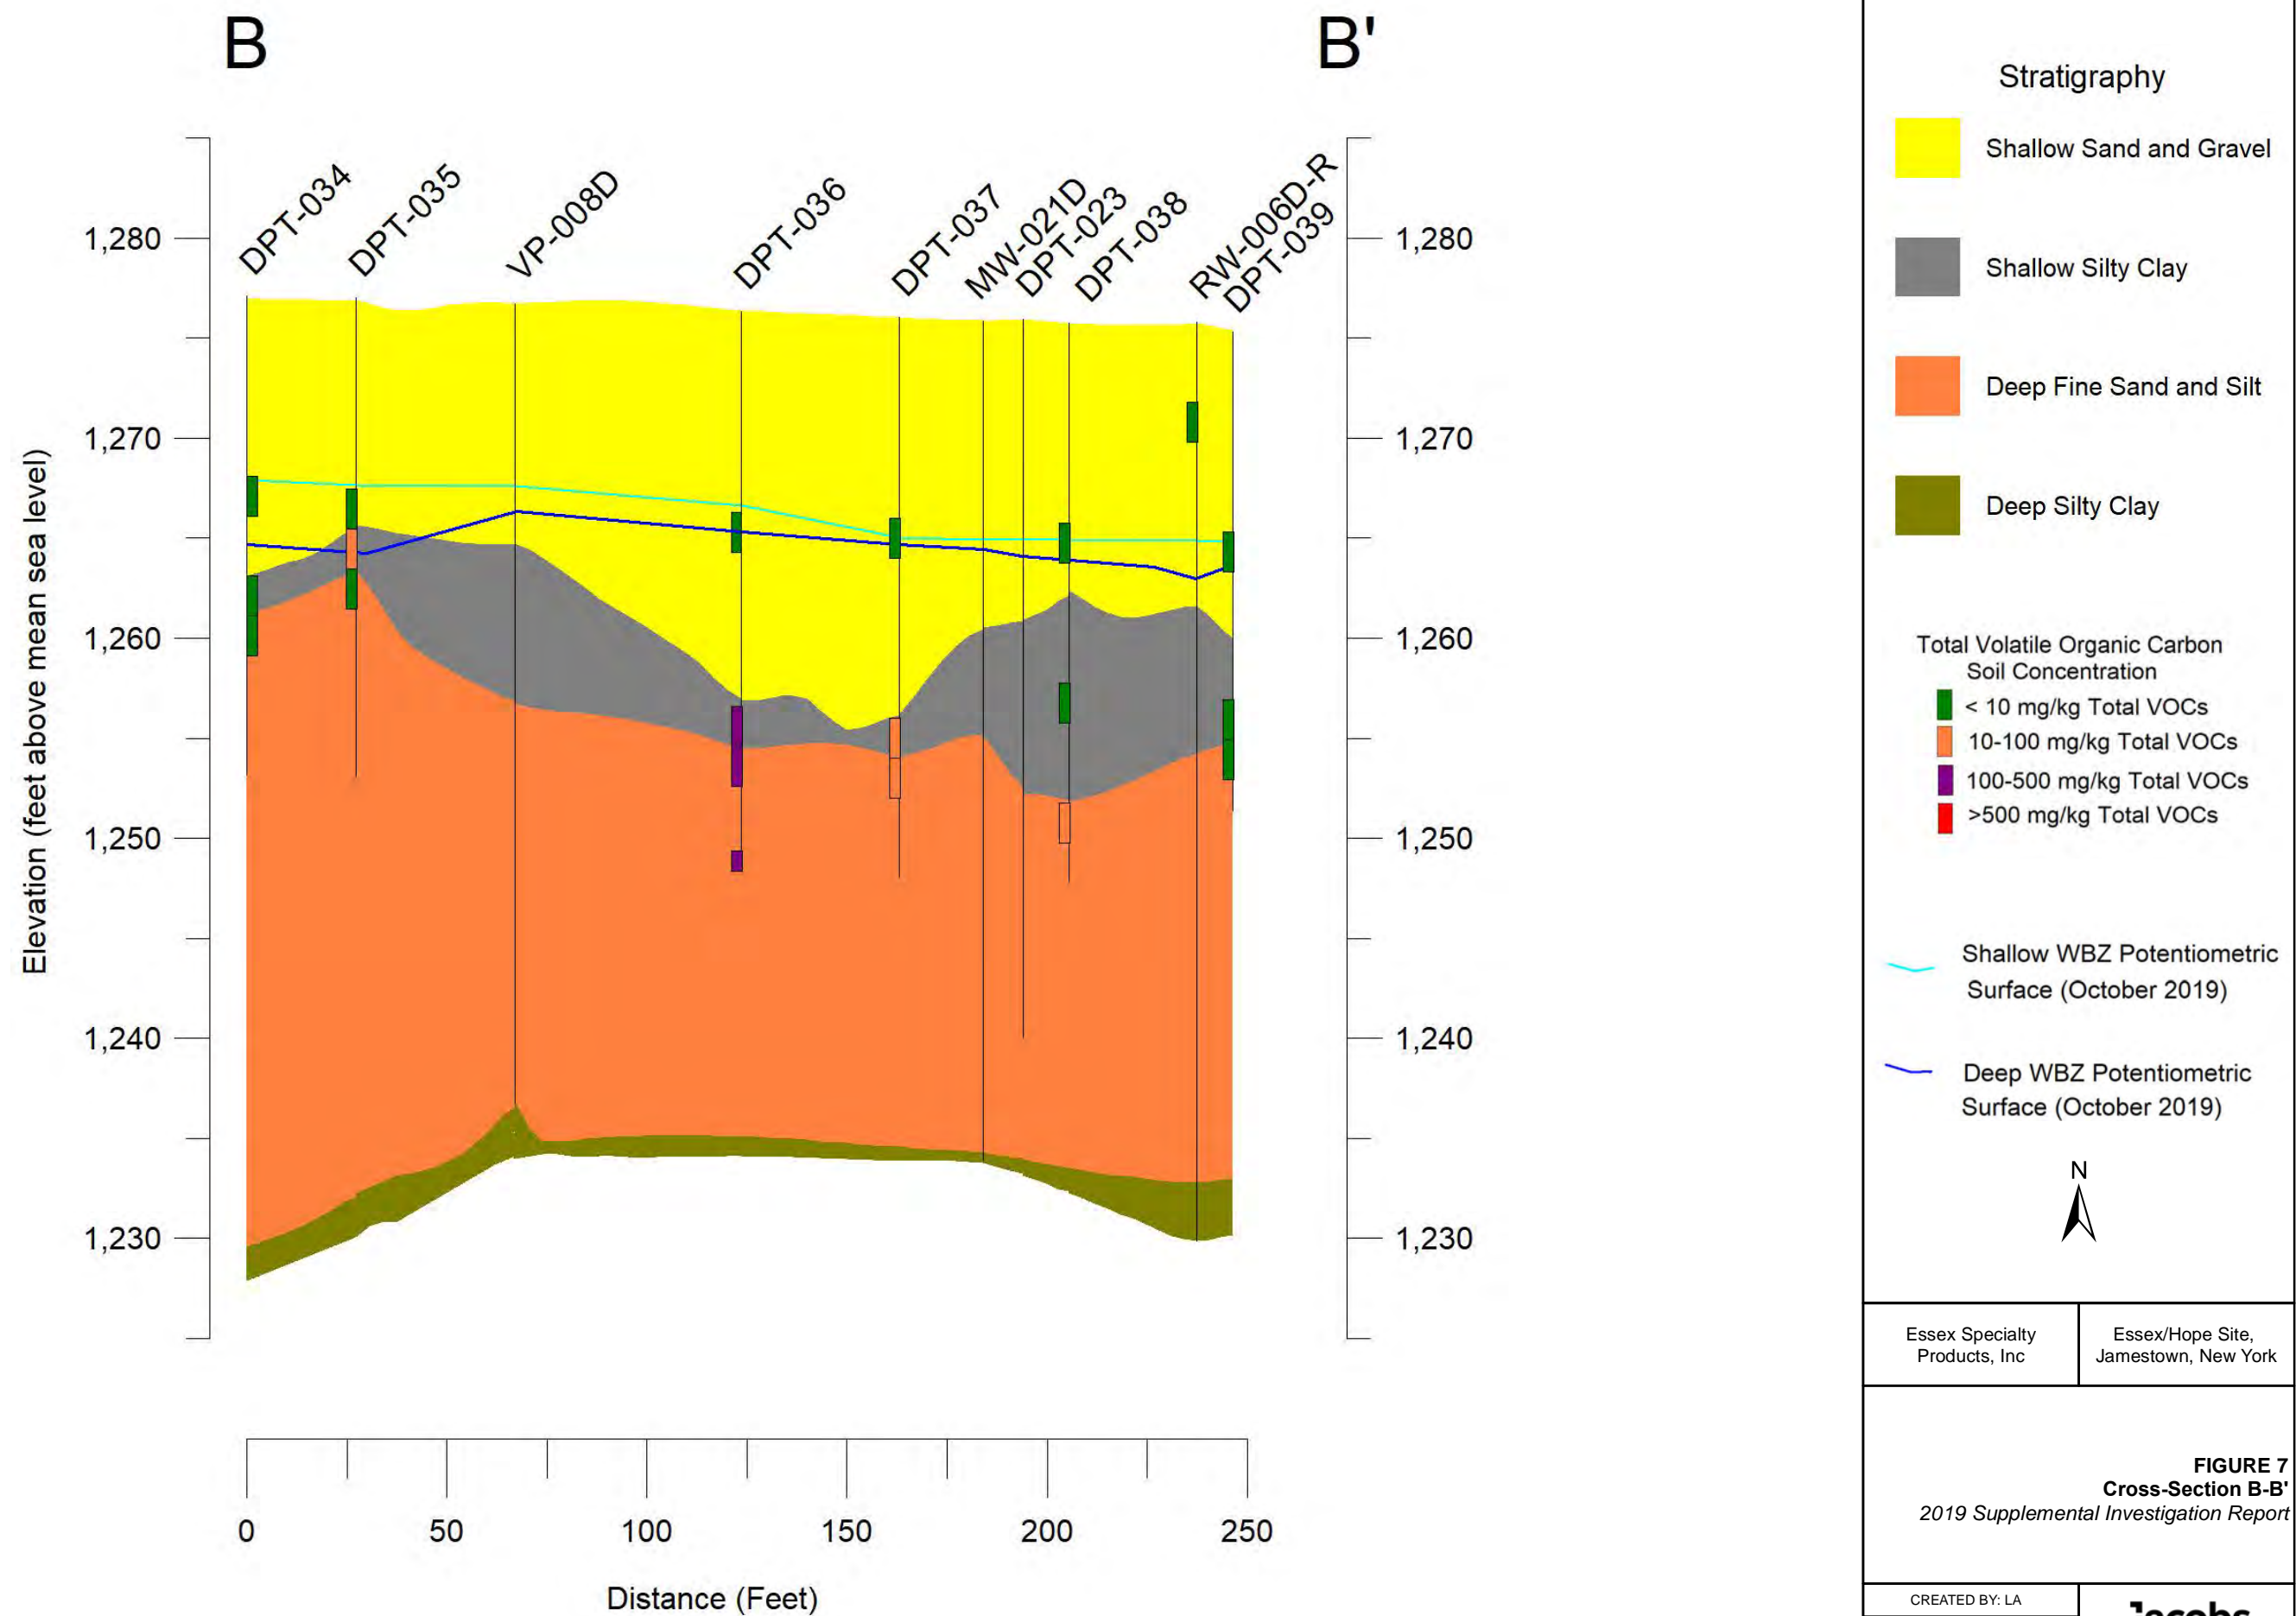 B
B'
DPT-034
DPT-035
VP-008D
DPT-036
DPT-037
MW-021D
DPT-023
DPT-038
RW-006D-R
DPT-039
Elevation (feet above mean sea level)
1,280
1,270
1,260
1,250
1,240
1,230
1,280
1,270
1,260
1,250
1,240
1,230
0
50
100
150
200
250
Distance (Feet)
Stratigraphy
Shallow Sand and Gravel
Shallow Silty Clay
Deep Fine Sand and Silt
Deep Silty Clay
Total Volatile Organic Carbon
Soil Concentration
< 10 mg/kg Total VOCs
10-100 mg/kg Total VOCs
100-500 mg/kg Total VOCs
>500 mg/kg Total VOCs
Shallow WBZ Potentiometric
Surface (October 2019)
Deep WBZ Potentiometric
Surface (October 2019)
N
Essex Specialty
Products, Inc
Essex/Hope Site,
Jamestown, New York
FIGURE 7
Cross-Section B-B'
2019 Supplemental Investigation Report
CREATED BY: LA
Jacobs